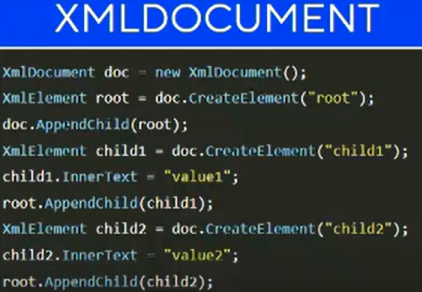 XMLDOCUMENT
XmlDocument doc = new XmlDocument();
XmlElement root = doc.CreateElement("root");
doc.AppendChild(root);
XmlElement child1 = doc.CreateElement("child1");
child1.InnerText = "value1";
root.AppendChild(child1);
XmlElement child2 = doc.CreateElement("child2");
child2.InnerText = "value2";
root.AppendChild(child2);